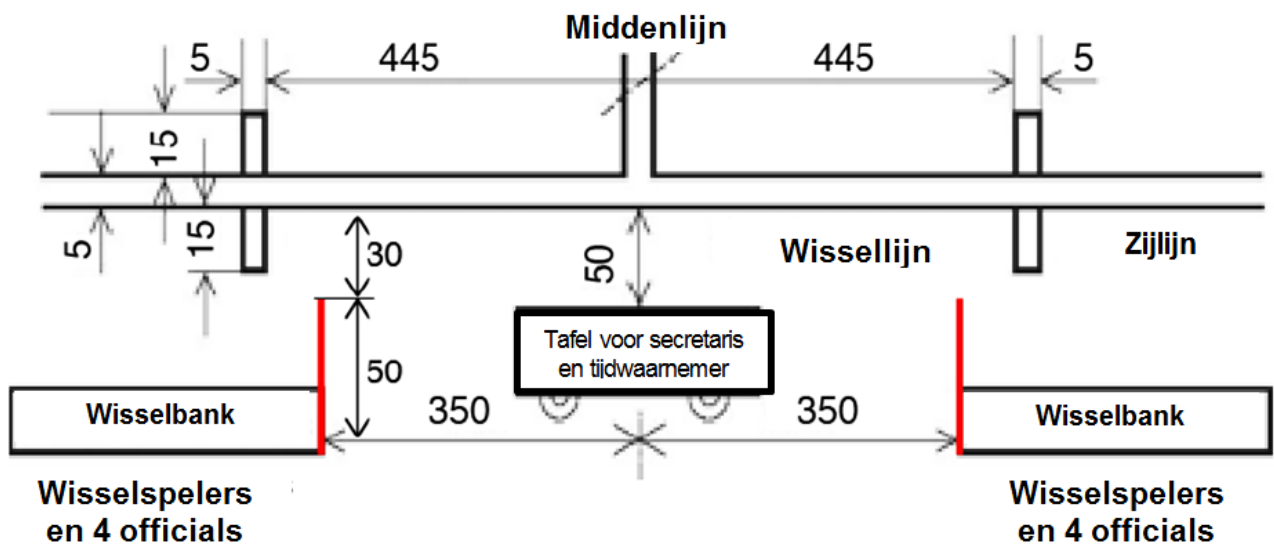 Middenlijn
5
445
445
5
15
5
15
30
50
Wissellijn
Zijlijn
Tafel voor secretaris
en tijdwaarnemer
50
350
350
Wisselbank
Wisselbank
Wisselspelers
en 4 officials
Wisselspelers
en 4 officials